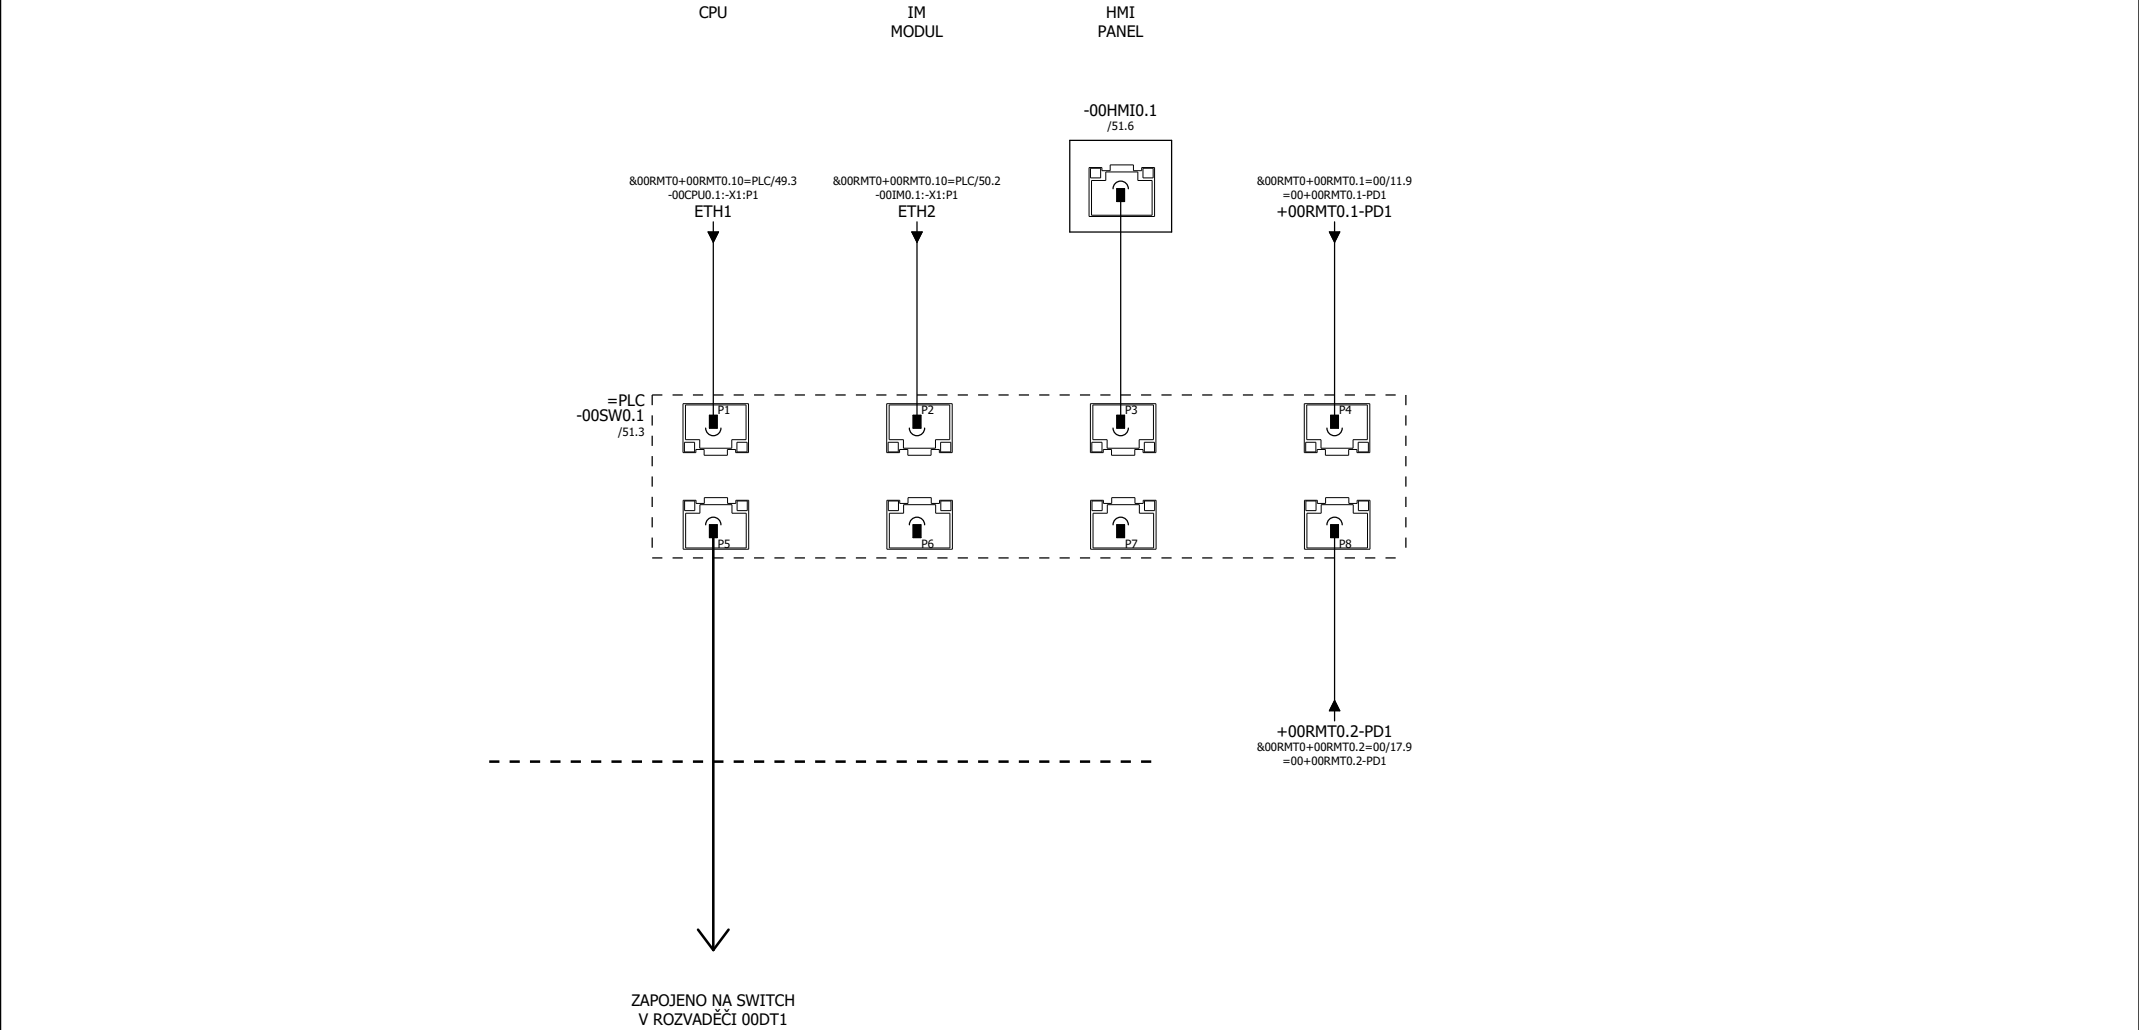 CPU
IM
MODUL
HMI
PANEL
-00HMI0.1
/51.6
&00RMT0+00RMT0.10=PLC/49.3
-00CPU0.1:-X1:P1
ETH1
&00RMT0+00RMT0.10=PLC/50.2
-00IM0.1:-X1:P1
ETH2
&00RMT0+00RMT0.1=00/11.9
=00+00RMT0.1-PD1
+00RMT0.1-PD1
=PLC
-00SW0.1
/51.3
P1
P2
P3
P4
P5
P6
P7
P8
+00RMT0.2-PD1
&00RMT0+00RMT0.2=00/17.9
=00+00RMT0.2-PD1
ZAPOJENO NA SWITCH
V ROZVADĚČI 00DT1